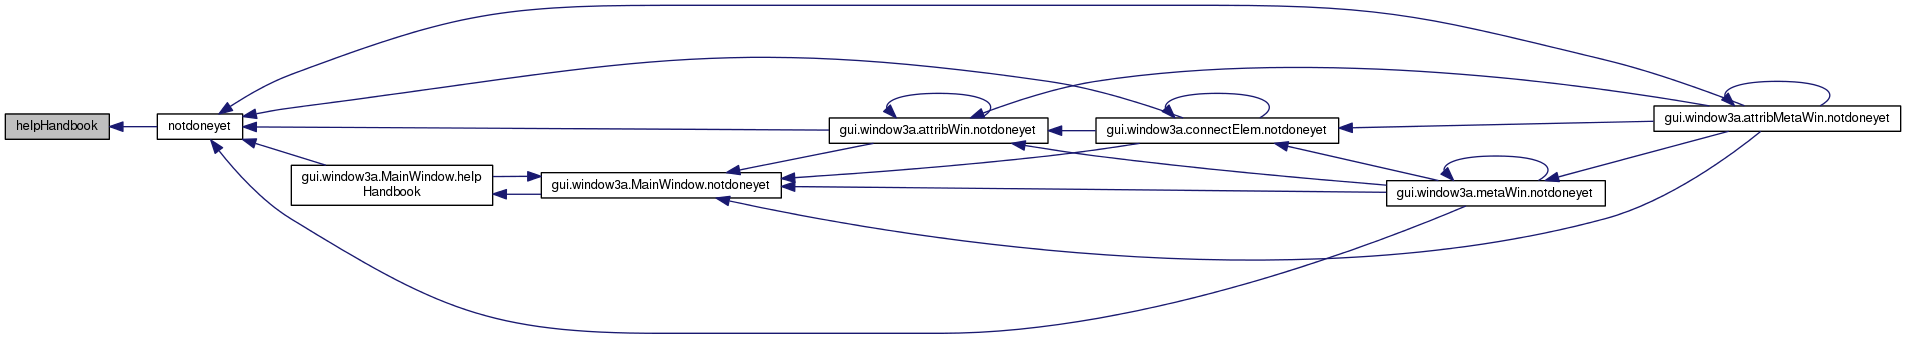 helpHandbook
notdoneyet
gui.window3a.MainWindow.help
Handbook
gui.window3a.MainWindow.notdoneyet
gui.window3a.attribWin.notdoneyet
gui.window3a.connectElem.notdoneyet
gui.window3a.metaWin.notdoneyet
gui.window3a.attribMetaWin.notdoneyet